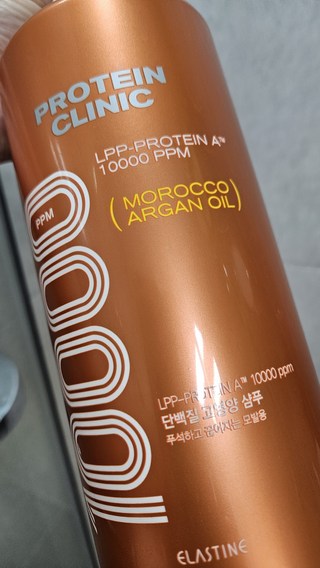 PROTEIN
CLINIC
LPP-PROTEIN A™
10000 PPM
(MOROCCO
ARGAN OIL)
10000
PPM
LPP-PROTEIN A™ 10000 ppm
단백질 고영양 샴푸
푸석하고 끊어지는 모발용
ELASTINE